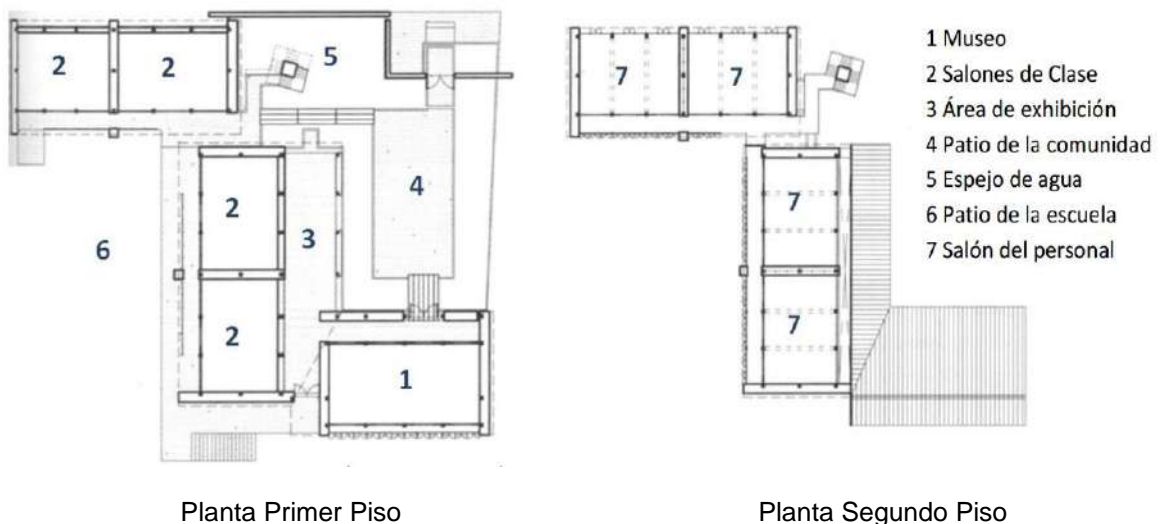 2 2 5 7 7
2 3 4 7
6
2 7
1
1 Museo
2 Salones de Clase
3 Área de exhibición
4 Patio de la comunidad
5 Espejo de agua
6 Patio de la escuela
7 Salón del personal
Planta Primer Piso
Planta Segundo Piso